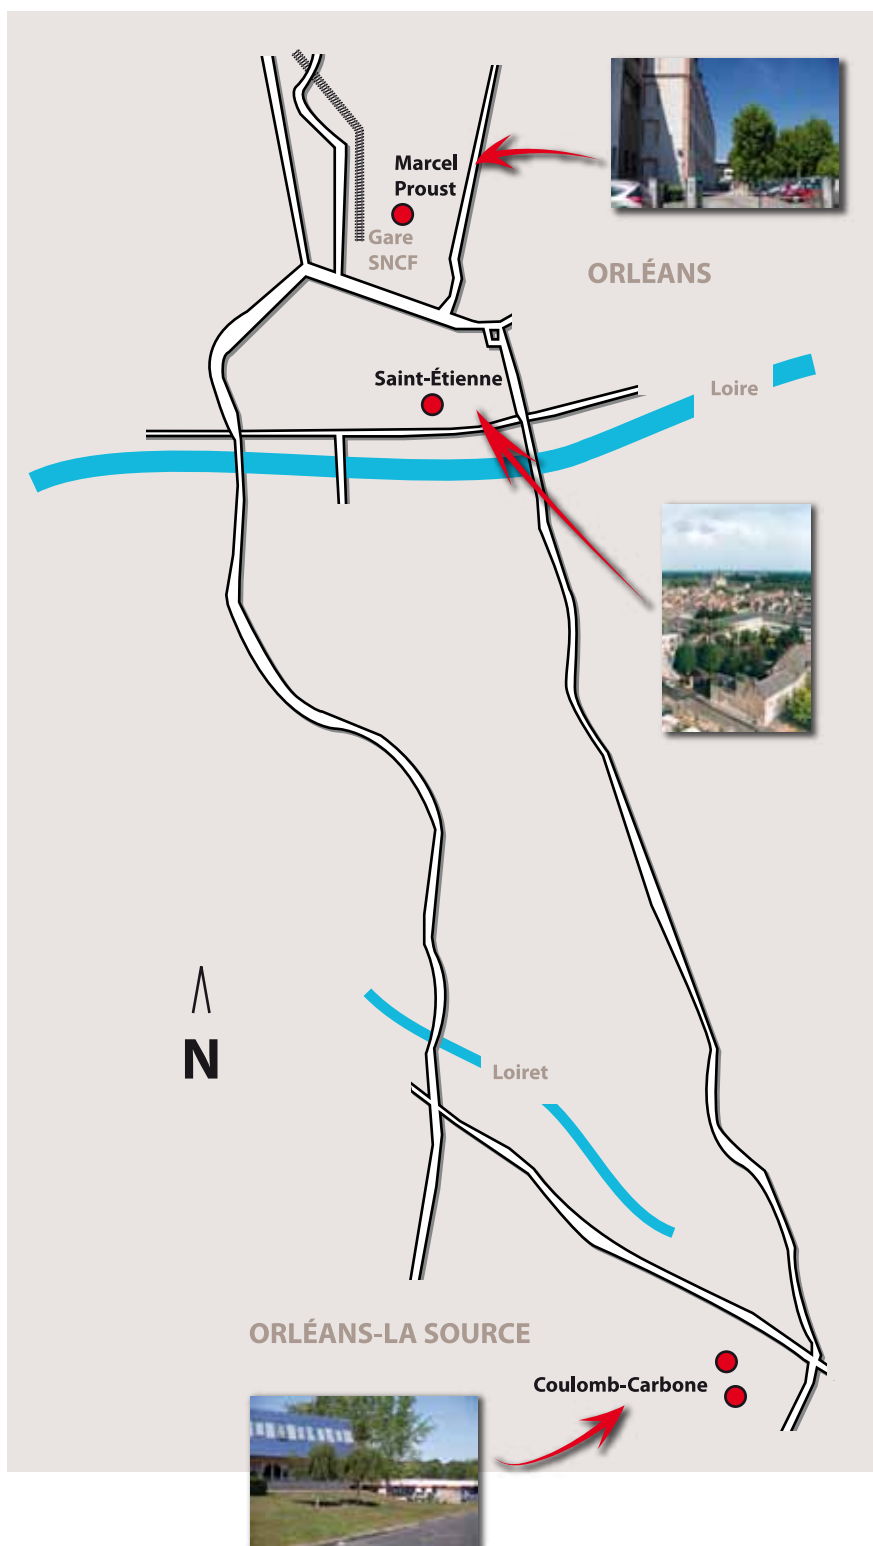 Marcel
Proust
Gare
SNCF
ORLÉANS
Saint-Étienne
Loire
N
Loiret
ORLÉANS-LA SOURCE
Coulomb-Carbone